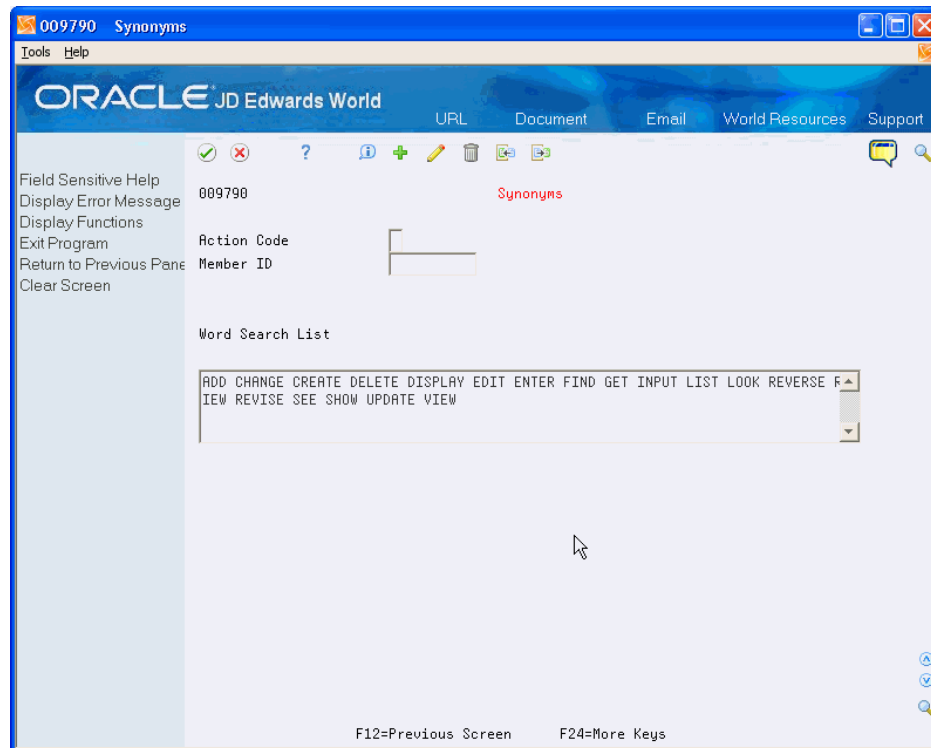 009790 Synonyms
Tools Help
ORACLE JD Edwards World
URL Document Email World Resources Support
Field Sensitive Help
Display Error Message
Display Functions
Exit Program
Return to Previous Pane
Clear Screen
009790 Synonyms
Action Code
Member ID
Word Search List
ADD CHANGE CREATE DELETE DISPLAY EDIT ENTER FIND GET INPUT LIST LOOK REVERSE
IEW REVISE SEE SHOW UPDATE VIEW
F12=Previous Screen F24=More Keys